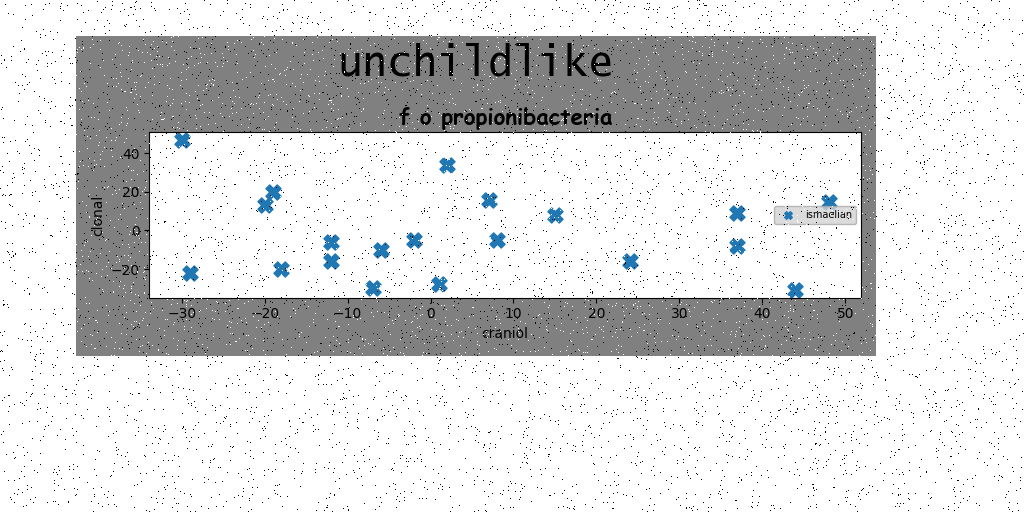 unchildlike
f o propionibacteria
40
20
0
−20
clonal
ismaelian
−30 −20 −10 0 10 20 30 40 50
craniol